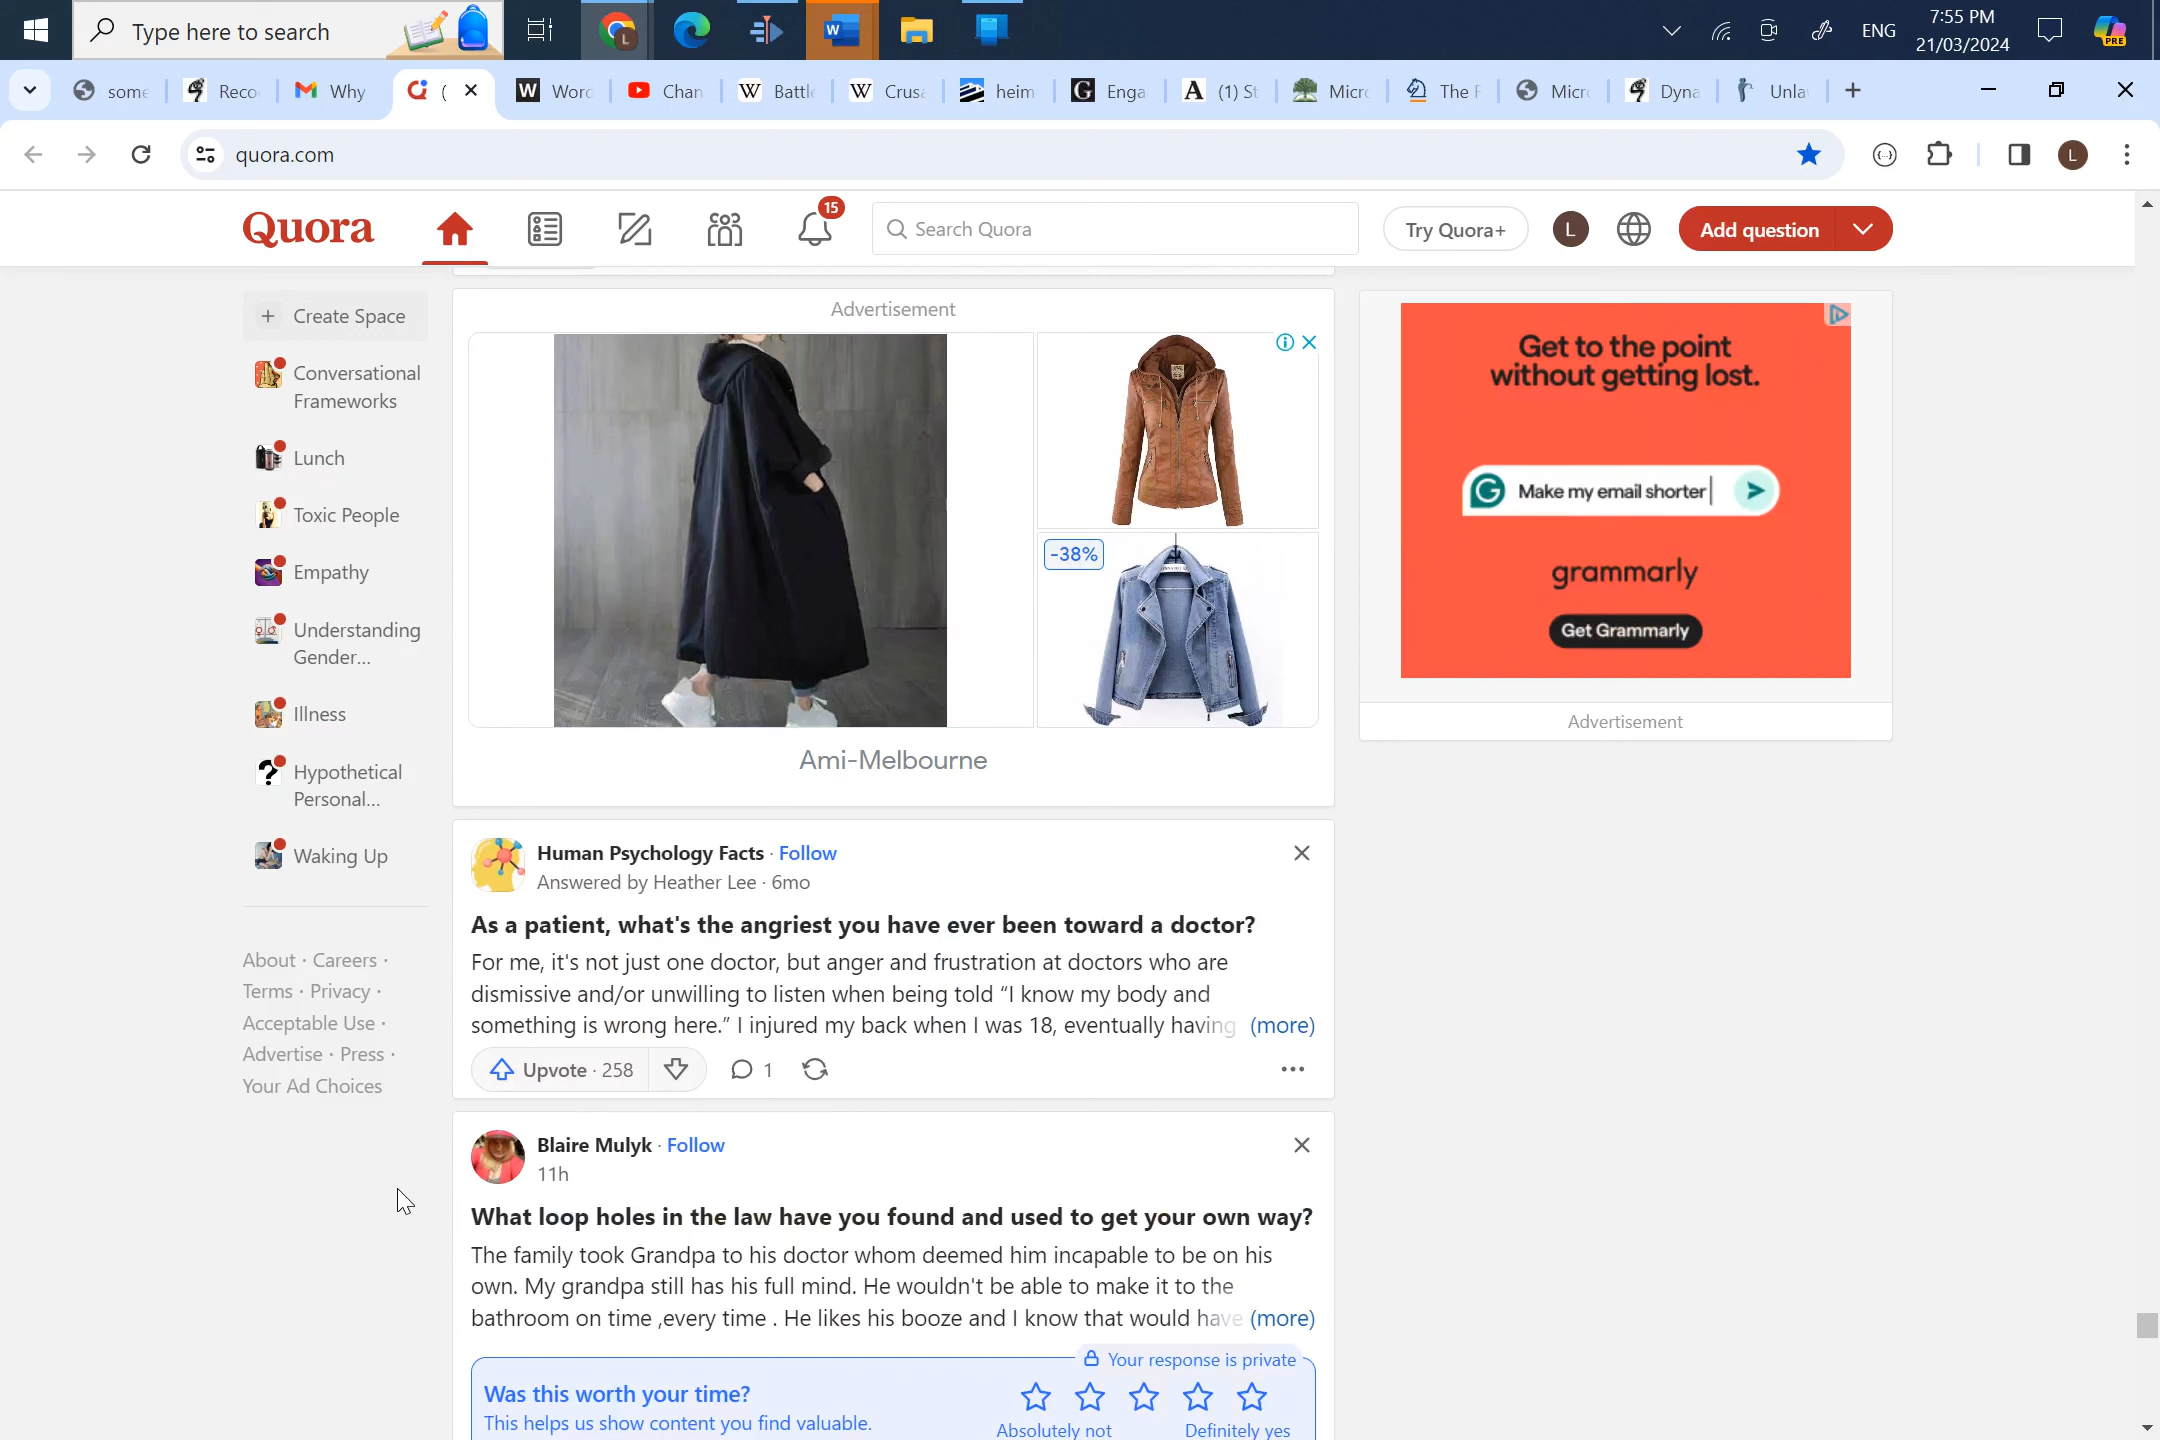 Type here to search
PRE
ENG
7:55 PM
21/03/2024
some
Reco
Why
(
Word
Chan
Battle
Crusa
heim
Enga
(1) St
Micro
The F
Micro
Dyna
Unla
quora.com
L
Quora
15
Search Quora
Try Quora+
L
Add question
Create Space
Conversational
Frameworks
Lunch
Toxic People
Empathy
Understanding
Gender...
Illness
Hypothetical
Personal...
Waking Up
About · Careers ·
Terms · Privacy ·
Acceptable Use ·
Advertise · Press ·
Your Ad Choices
Advertisement
-38%
Ami-Melbourne
Human Psychology Facts · Follow
Answered by Heather Lee · 6mo
As a patient, what's the angriest you have ever been toward a doctor?
For me, it's not just one doctor, but anger and frustration at doctors who are
dismissive and/or unwilling to listen when being told “I know my body and
something is wrong here.” I injured my back when I was 18, eventually having (more)
Upvote · 258
1
Blaire Mulyk · Follow
11h
What loop holes in the law have you found and used to get your own way?
The family took Grandpa to his doctor whom deemed him incapable to be on his
own. My grandpa still has his full mind. He wouldn't be able to make it to the
bathroom on time ,every time . He likes his booze and I know that would have (more)
Your response is private
Was this worth your time?
This helps us show content you find valuable.
Absolutely not
Definitely yes
Get to the point
without getting lost.
Make my email shorter
grammarly
Get Grammarly
Advertisement